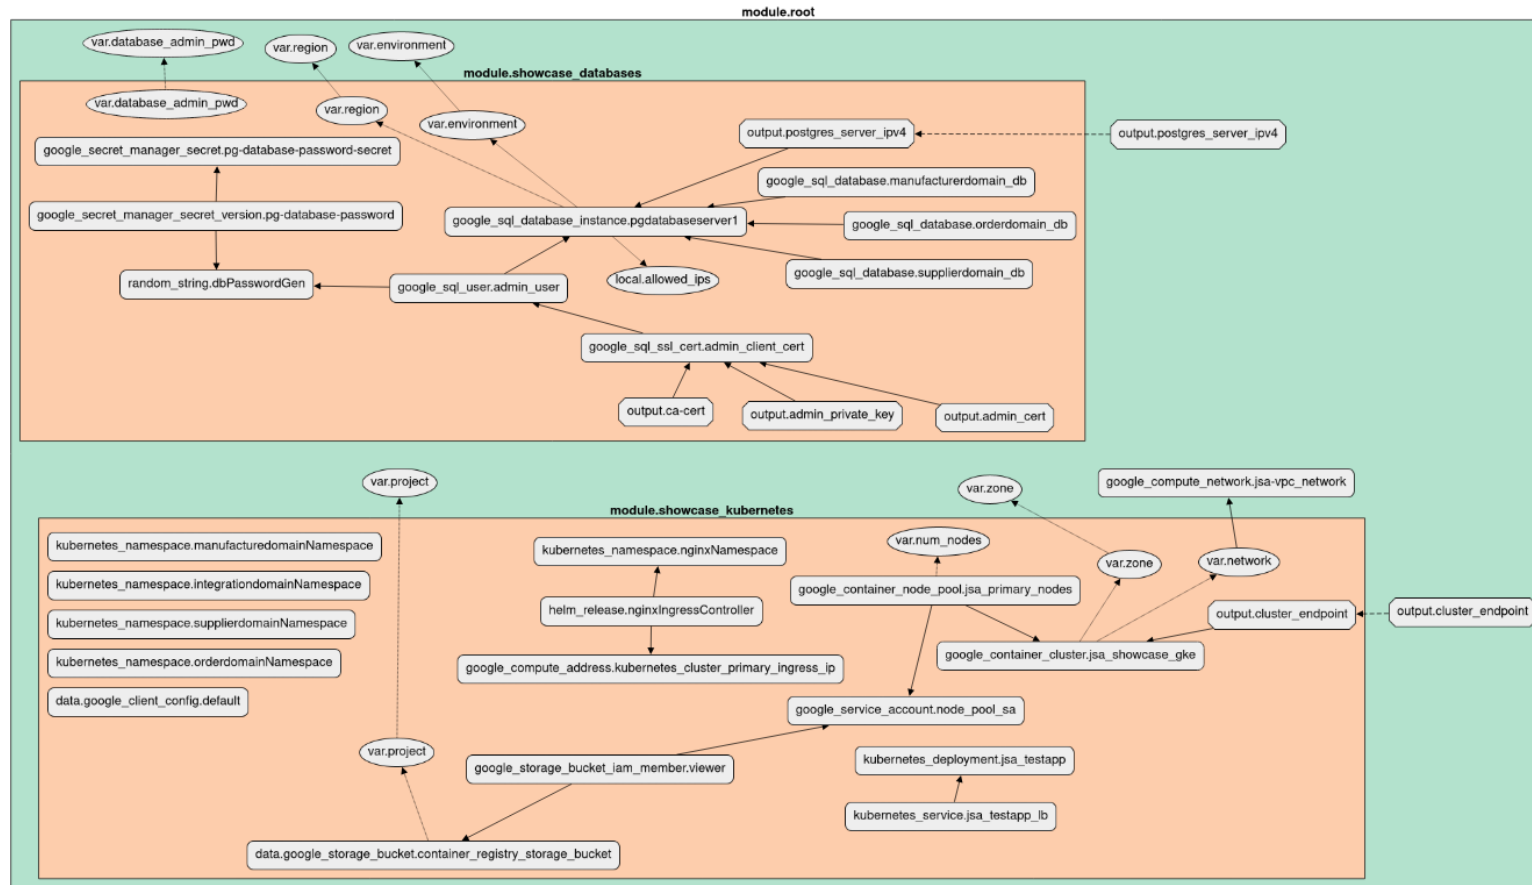 module.root
var.database_admin_pwd
var.region
var.environment
module.showcase_databases
var.database_admin_pwd
var.region
var.environment
output.postgres_server_ipv4
output.postgres_server_ipv4
google_secret_manager_secret.pg-database-password-secret
google_sql_database.manufacturerdomain_db
google_secret_manager_secret_version.pg-database-password
google_sql_database_instance.pgdatabaseserver1
google_sql_database.orderdomain_db
random_string.dbPasswordGen
google_sql_user.admin_user
local.allowed_ips
google_sql_database.supplierdomain_db
google_sql_ssl_cert.admin_client_cert
output.ca-cert
output.admin_private_key
output.admin_cert
var.project
var.zone
google_compute_network.jsa-vpc_network
module.showcase_kubernetes
kubernetes_namespace.manufacturedomainNamespace
kubernetes_namespace.nginxNamespace
var.num_nodes
var.zone
var.network
kubernetes_namespace.integrationdomainNamespace
google_container_node_pool.jsa_primary_nodes
helm_release.nginxIngressController
output.cluster_endpoint
output.cluster_endpoint
kubernetes_namespace.supplierdomainNamespace
kubernetes_namespace.orderdomainNamespace
google_compute_address.kubernetes_cluster_primary_ingress_ip
google_container_cluster.jsa_showcase_gke
data.google_client_config.default
google_service_account.node_pool_sa
var.project
google_storage_bucket_iam_member.viewer
kubernetes_deployment.jsa_testapp
kubernetes_service.jsa_testapp_lb
data.google_storage_bucket.container_registry_storage_bucket